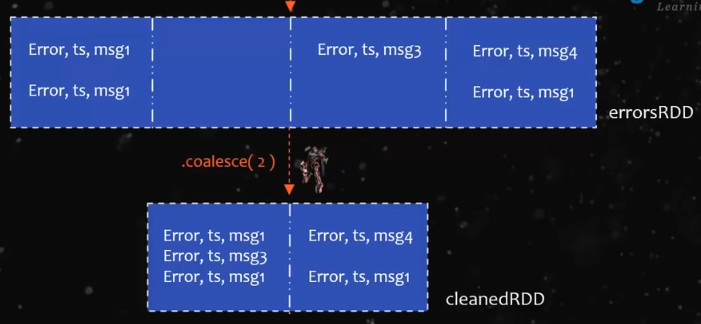 Learnin
Error, ts, msg1
Error, ts, msg3
Error, ts, msg4
Error, ts, msg1
Error, ts, msg1
errorsRDD
.coalesce( 2 )
Error, ts, msg1
Error, ts, msg3
Error, ts, msg1
Error, ts, msg4
Error, ts, msg1
cleanedRDD